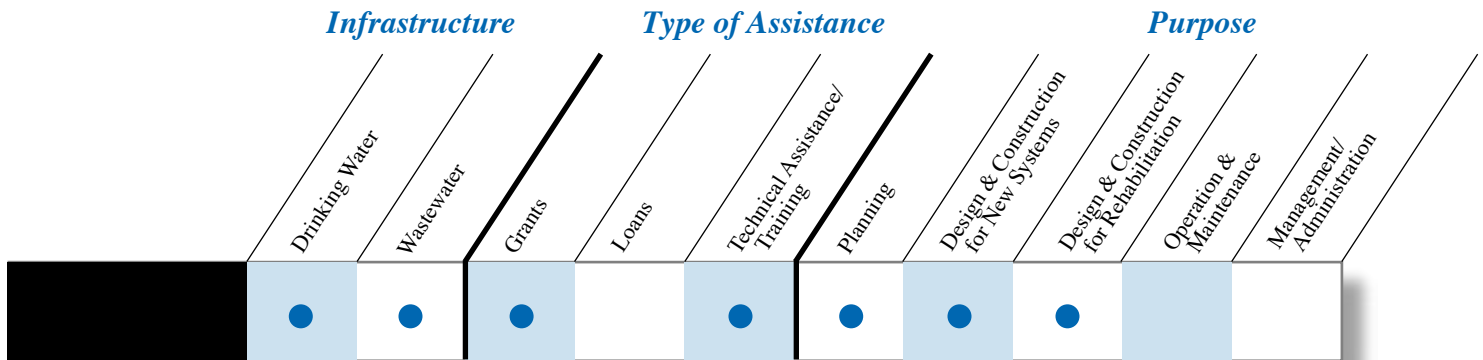 Infrastructure
Type of Assistance
Purpose
Drinking Water
Wastewater
Grants
Loans
Technical Assistance/
Training
Planning
Design & Construction
for New Systems
Design & Construction
for Rehabilitation
Operation &
Maintenance
Management/
Administration